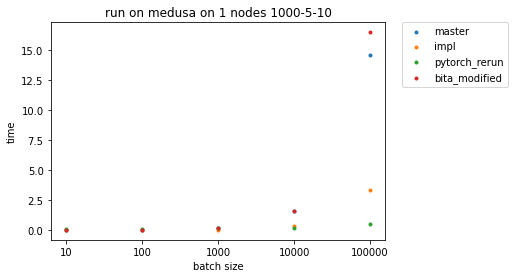 run on medusa on 1 nodes 1000-5-10
15.0
12.5
10.0
7.5
5.0
2.5
0.0
time
10 100 1000 10000 100000
batch size
master
impl
pytorch_rerun
bita_modified